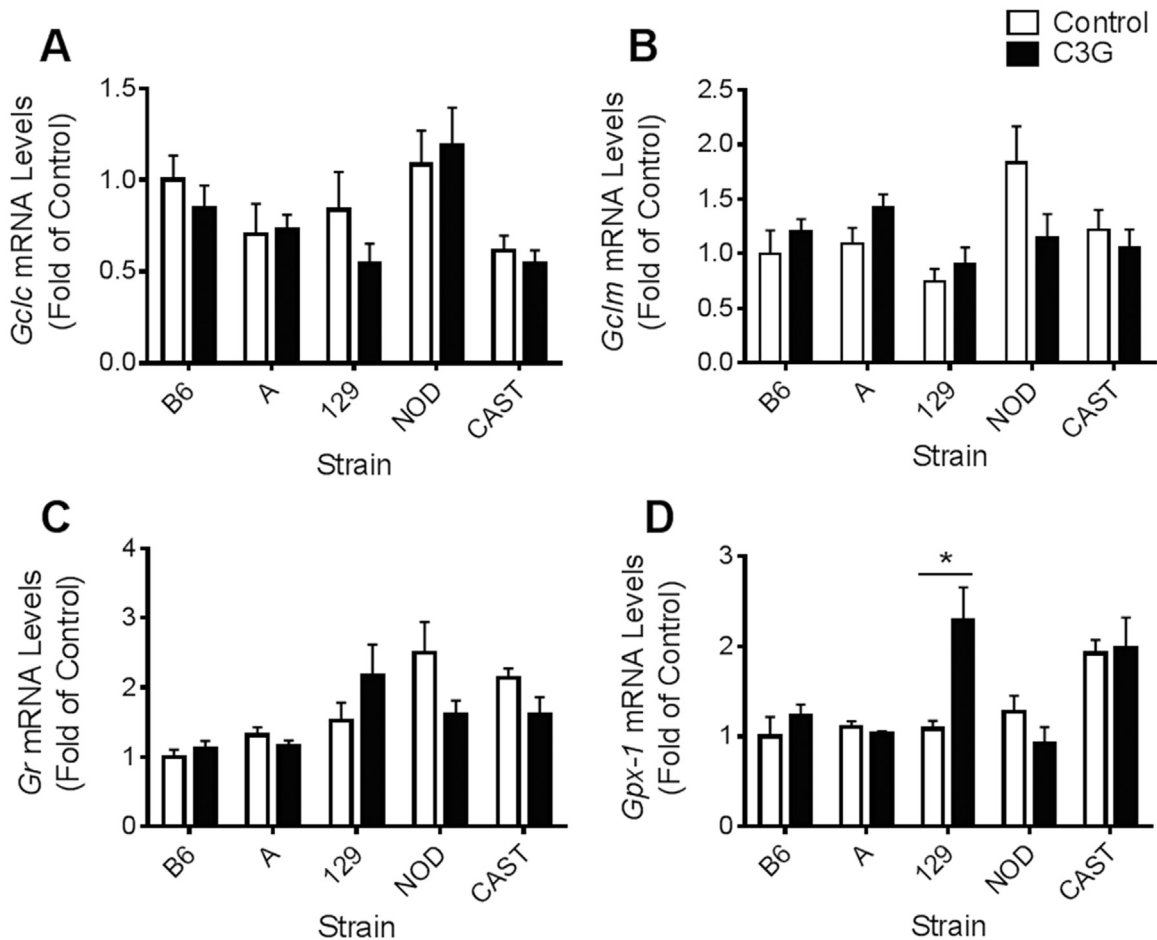 Control
C3G
A
Gclc mRNA Levels
(Fold of Control)
1.5
1.0
0.5
0.0
B6
A
129
NOD
CAST
Strain
B
Gclm mRNA Levels
(Fold of Control)
2.5
2.0
1.5
1.0
0.5
0.0
B6
A
129
NOD
CAST
Strain
C
Gr mRNA Levels
(Fold of Control)
4
3
2
1
0
B6
A
129
NOD
CAST
Strain
D
Gpx-1 mRNA Levels
(Fold of Control)
3
2
1
0
*
B6
A
129
NOD
CAST
Strain